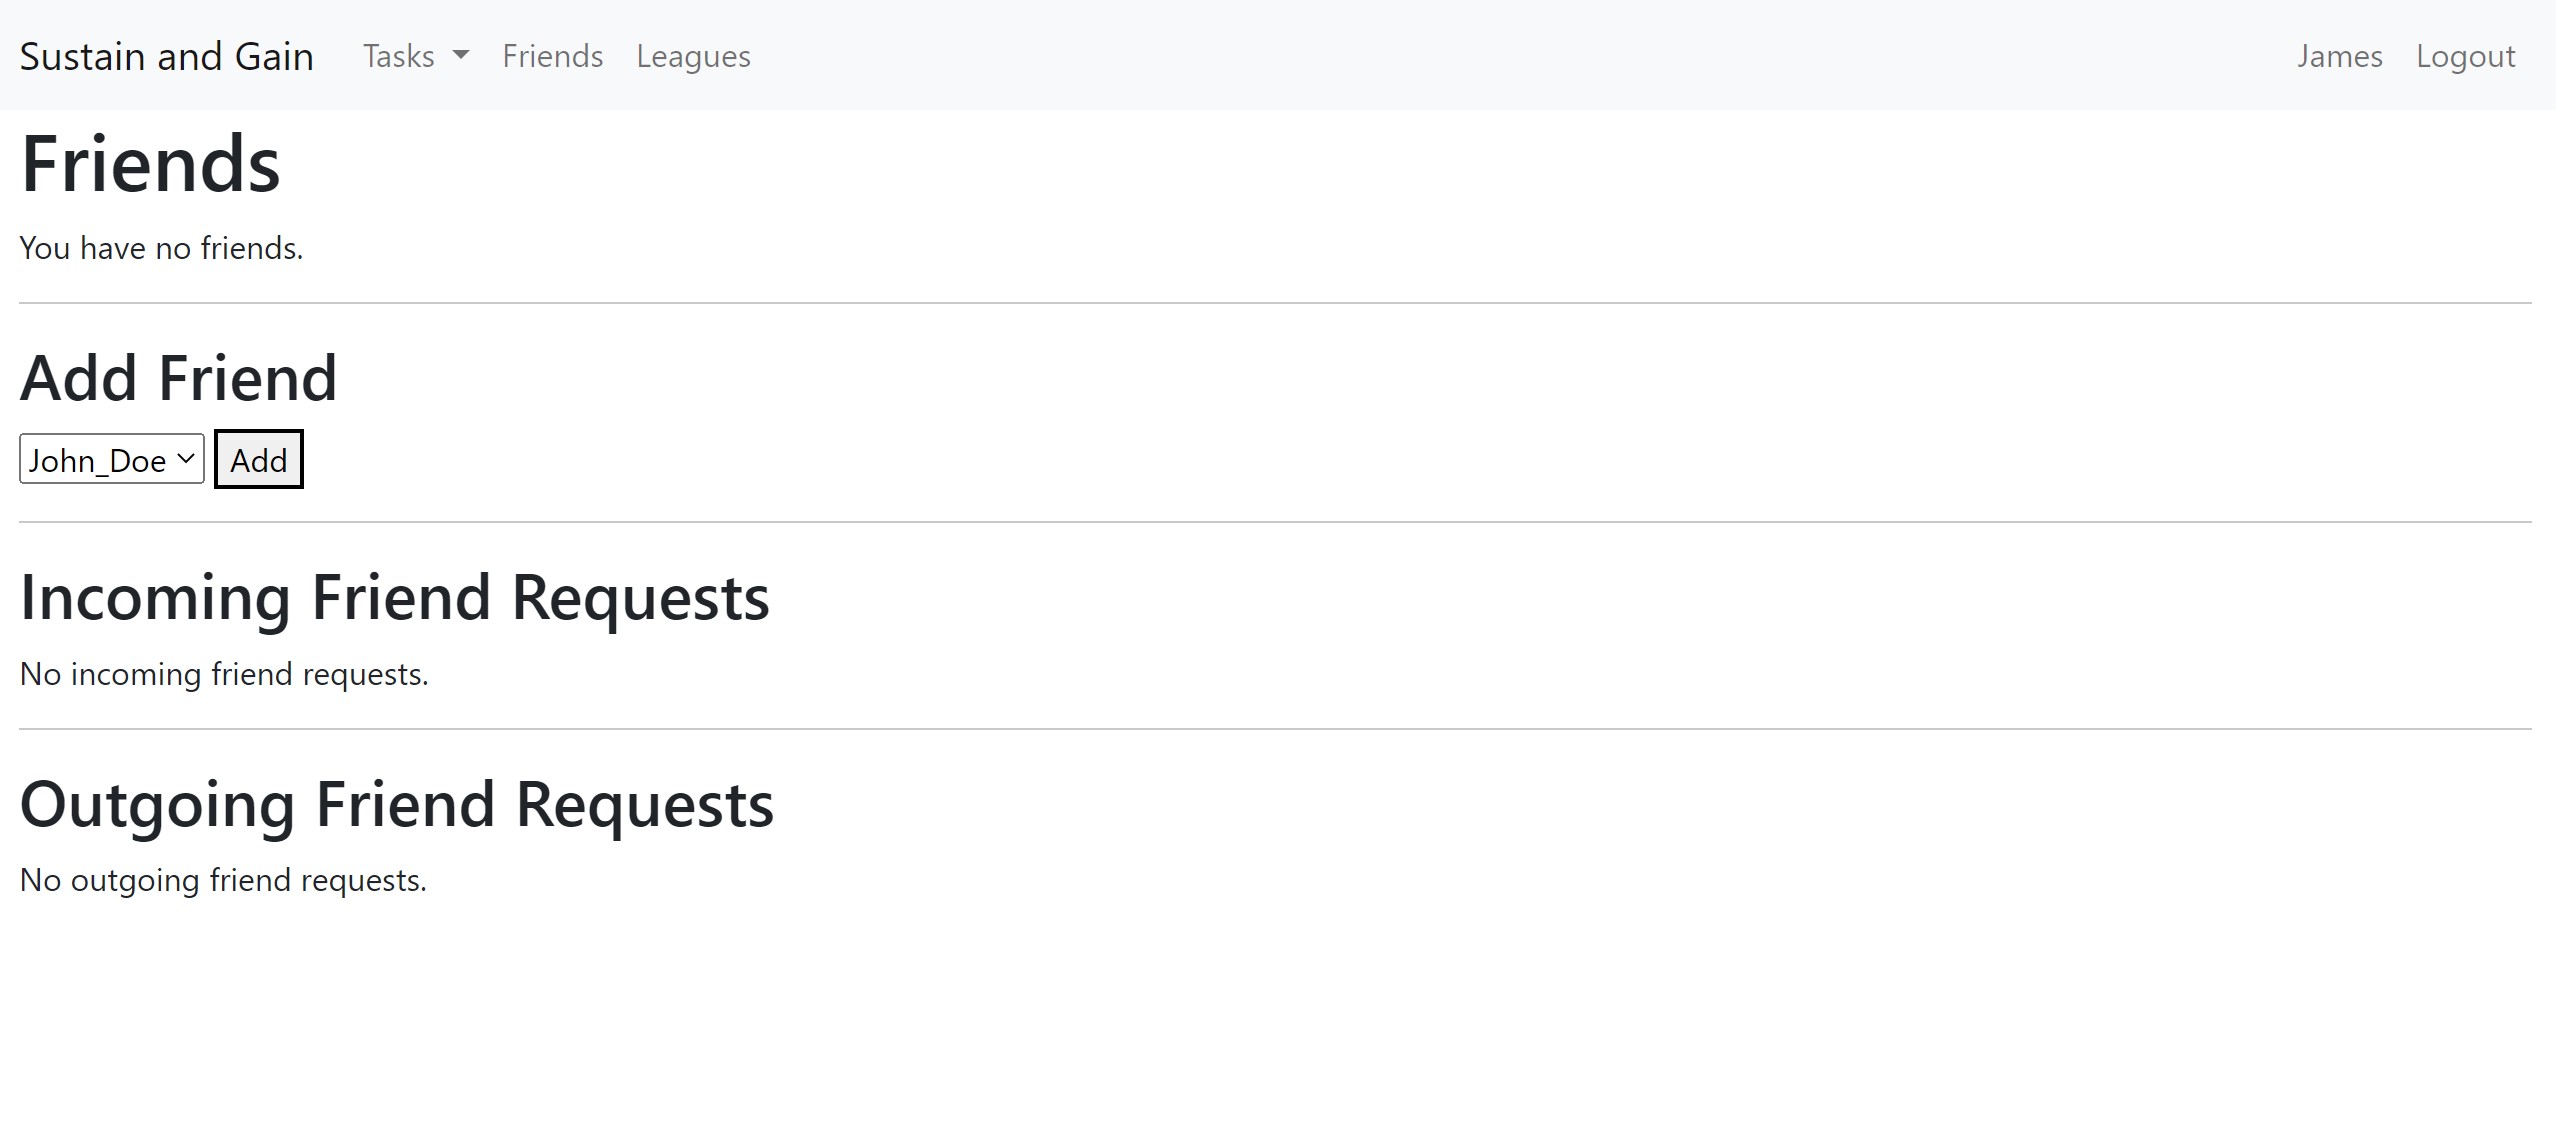 Sustain and Gain Tasks Friends Leagues James Logout
Friends
You have no friends.
Add Friend
John_Doe Add
Incoming Friend Requests
No incoming friend requests.
Outgoing Friend Requests
No outgoing friend requests.